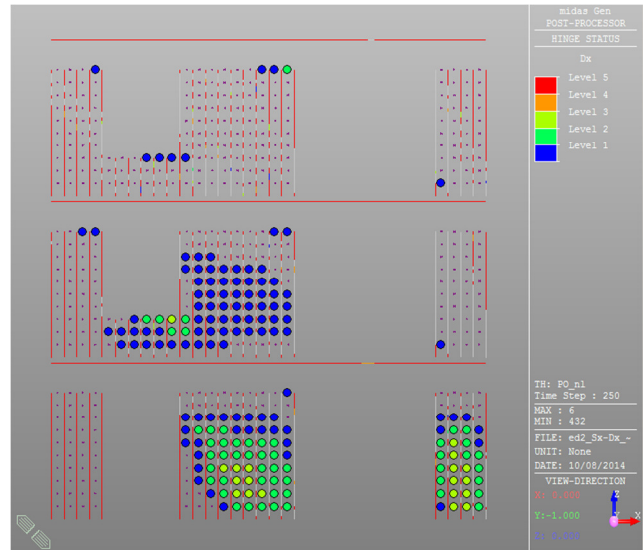 midas Gen
POST-PROCESSOR
HINGE STATUS
Dx
Level 5
Level 4
Level 3
Level 2
Level 1
TH: PO_n1
Time Step : 250
MAX : 6
MIN : 432
FILE: ed2_Sx-Dx_~
UNIT: None
DATE: 10/08/2014
VIEW-DIRECTION
X: 0.000
Z
Y:-1.000
X
Z: 0.000